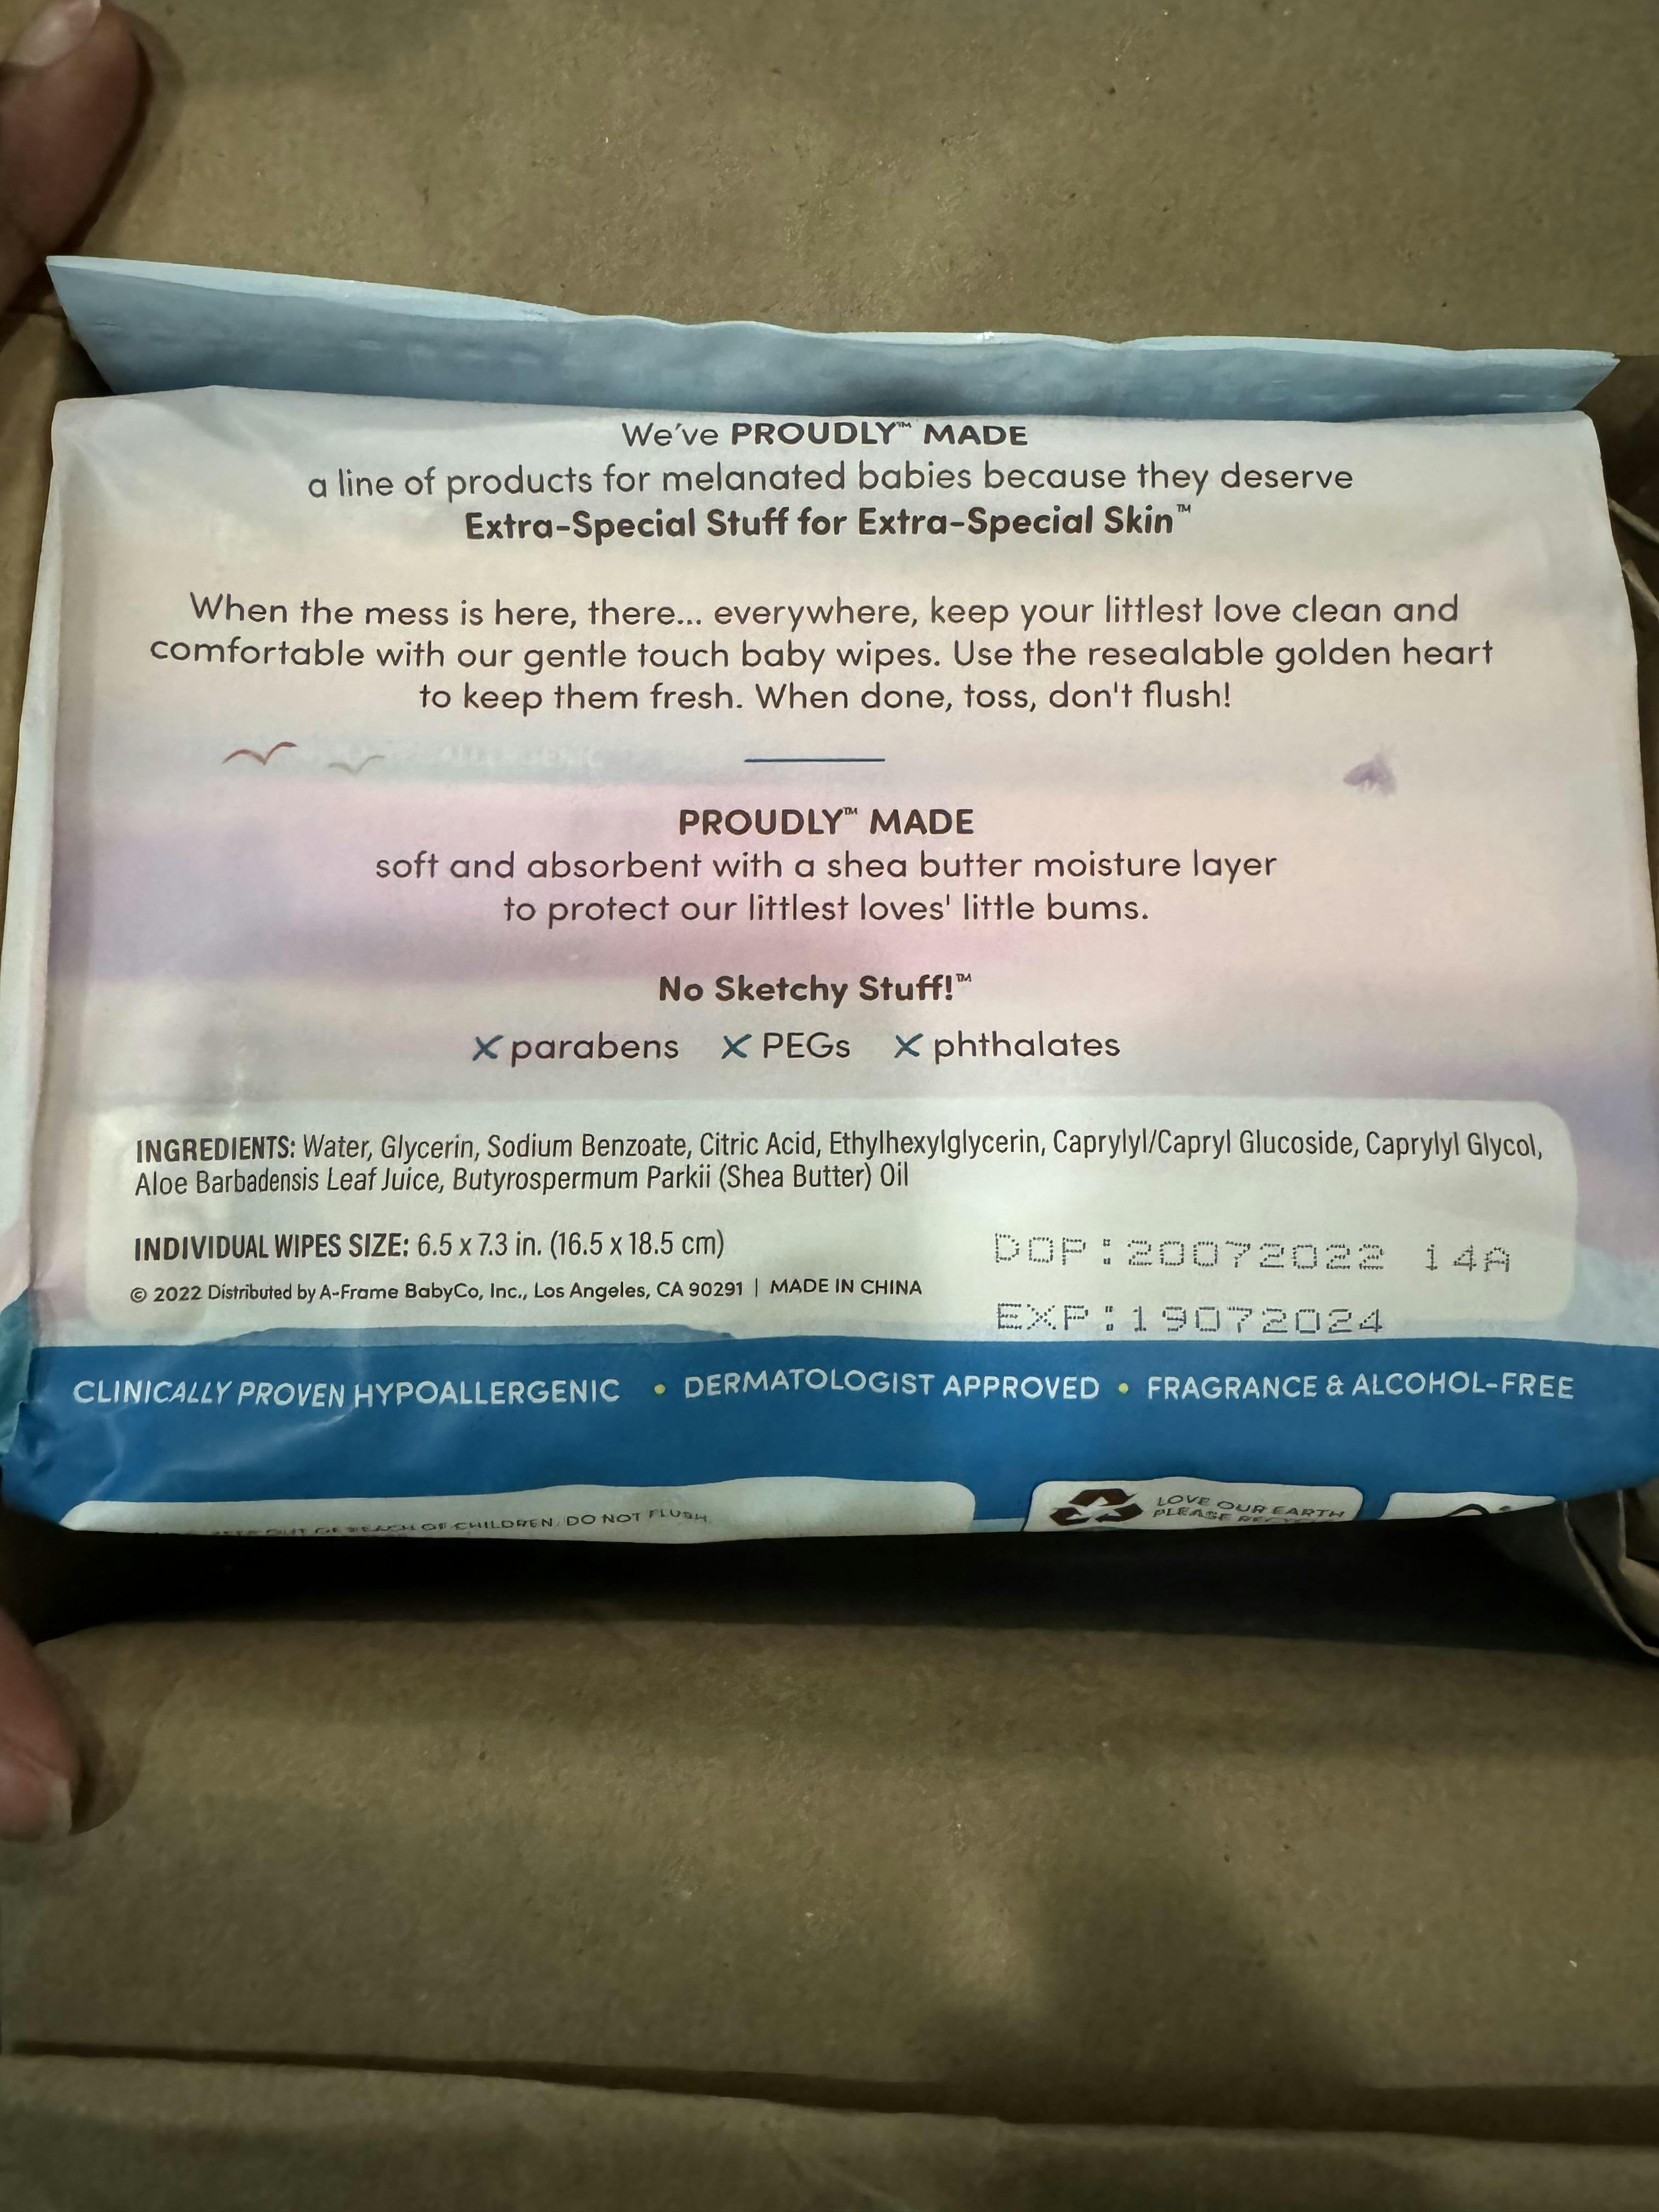 We've PROUDLY™ MADE
a line of products for melanated babies because they deserve
Extra-Special Stuff for Extra-Special Skin™
When the mess is here, there... everywhere, keep your littlest love clean and
comfortable with our gentle touch baby wipes. Use the resealable golden heart
to keep them fresh. When done, toss, don't flush!
PROUDLY™ MADE
soft and absorbent with a shea butter moisture layer
to protect our littlest loves' little bums.
No Sketchy Stuff!™
X parabens X PEGs X phthalates
INGREDIENTS: Water, Glycerin, Sodium Benzoate, Citric Acid, Ethylhexylglycerin, Caprylyl/Capryl Glucoside, Caprylyl Glycol,
Aloe Barbadensis Leaf Juice, Butyrospermum Parkii (Shea Butter) Oil
INDIVIDUAL WIPES SIZE: 6.5 x 7.3 in. (16.5 x 18.5 cm)
© 2022 Distributed by A-Frame BabyCo, Inc., Los Angeles, CA 90291 | MADE IN CHINA
DOP:20072022 14A
EXP:19072024
CLINICALLY PROVEN HYPOALLERGENIC • DERMATOLOGIST APPROVED • FRAGRANCE & ALCOHOL-FREE
OUT OF REACH OF CHILDREN. DO NOT FLUSH.
LOVE OUR EARTH
PLEASE